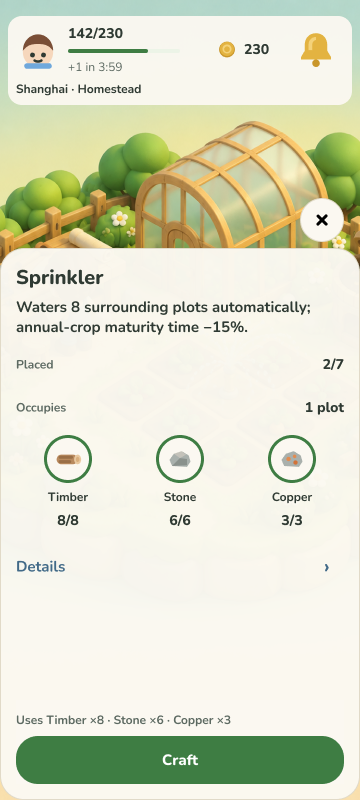 142/230
+1 in 3:59
230
Shanghai · Homestead
Sprinkler
Waters 8 surrounding plots automatically;
annual-crop maturity time −15%.
Placed 2/7
Occupies 1 plot
Timber Stone Copper
8/8 6/6 3/3
Details ›
Uses Timber ×8 · Stone ×6 · Copper ×3
Craft